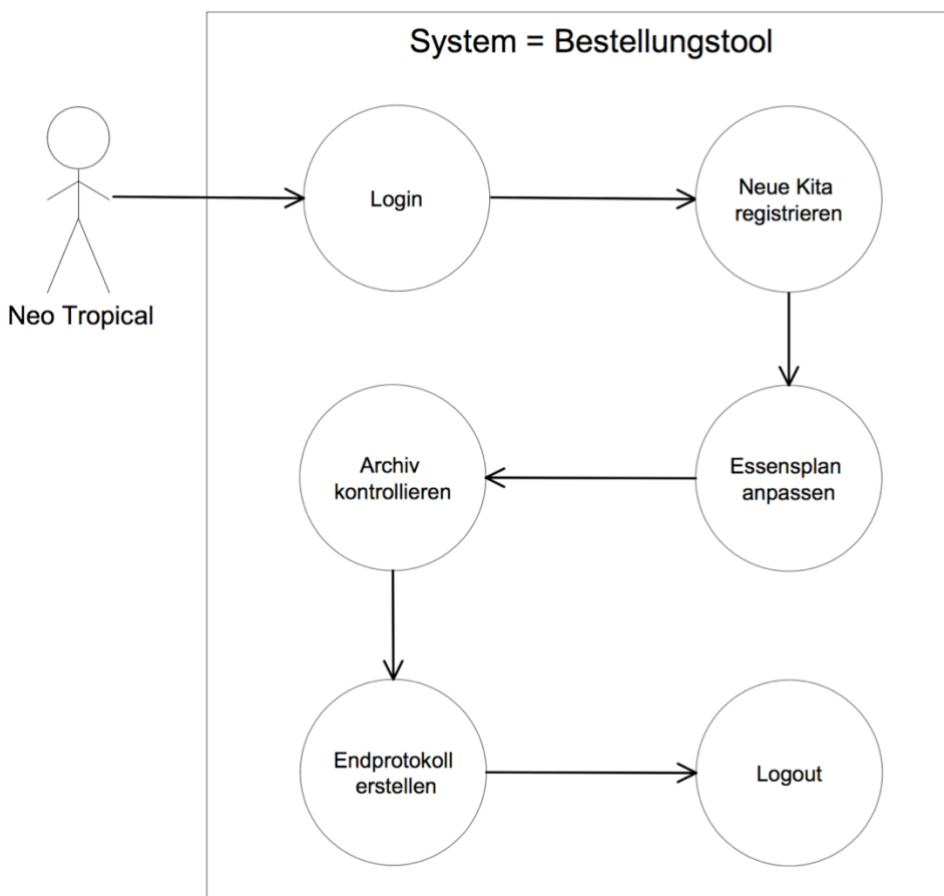 System = Bestellungstool
Login
Neue Kita
registrieren
Neo Tropical
Archiv
kontrollieren
Essensplan
anpassen
Endprotokoll
erstellen
Logout